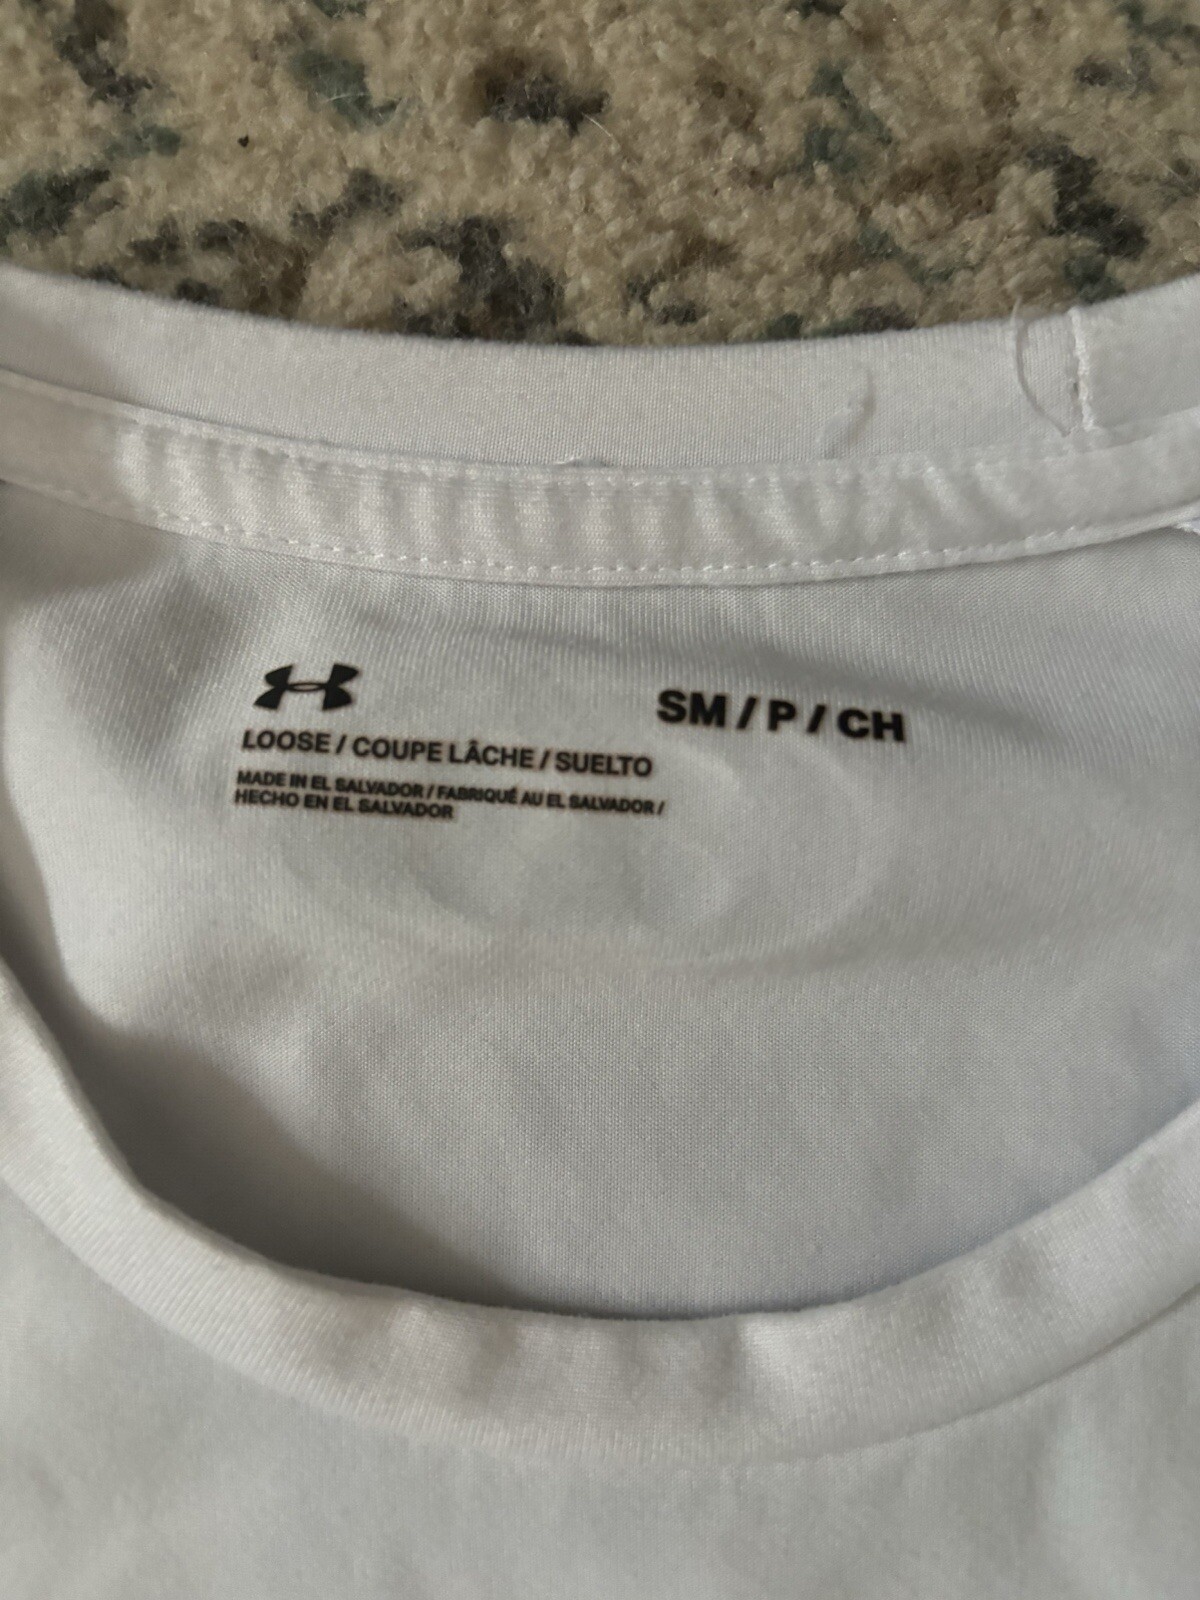 SM / P / CH
LOOSE / COUPE LÂCHE / SUELTO
MADE IN EL SALVADOR / FABRIQUÉ AU EL SALVADOR /
HECHO EN EL SALVADOR